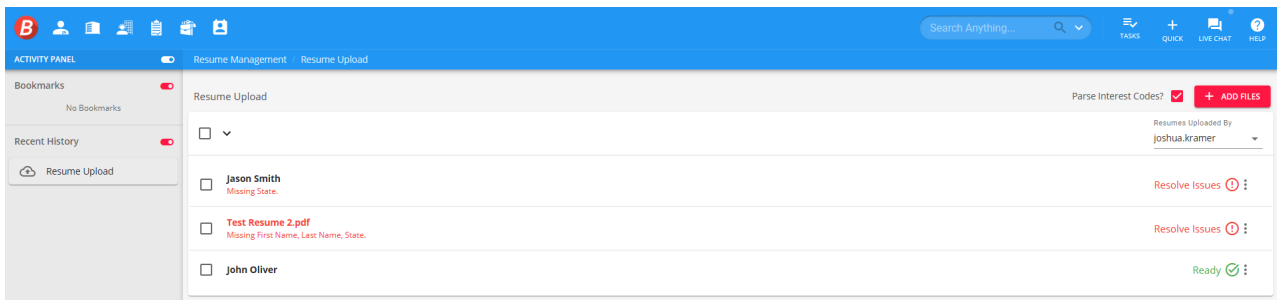 B
Search Anything...
TASKS
QUICK
LIVE CHAT
HELP
ACTIVITY PANEL
Resume Management / Resume Upload
Bookmarks
No Bookmarks
Recent History
Resume Upload
Resume Upload
Parse Interest Codes?
+ ADD FILES
Resumes Uploaded By
joshua.kramer
Jason Smith
Missing State.
Resolve Issues
Test Resume 2.pdf
Missing First Name, Last Name, State.
Resolve Issues
John Oliver
Ready